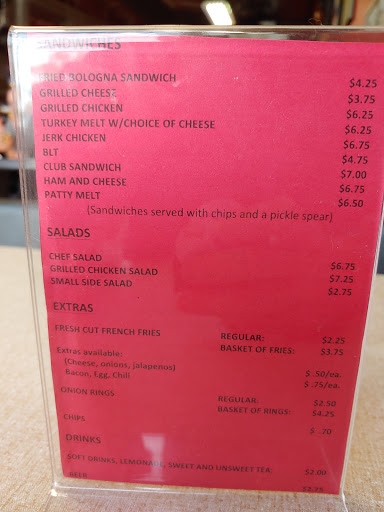 SANDWICHES
FRIED BOLOGNA SANDWICH $4.25
GRILLED CHEESE $3.75
GRILLED CHICKEN $6.25
TURKEY MELT W/CHOICE OF CHEESE $6.25
JERK CHICKEN $6.75
BLT $4.75
CLUB SANDWICH $7.00
HAM AND CHEESE $6.75
PATTY MELT $6.50
(Sandwiches served with chips and a pickle spear)
SALADS
CHEF SALAD $6.75
GRILLED CHICKEN SALAD $7.25
SMALL SIDE SALAD $2.75
EXTRAS
FRESH CUT FRENCH FRIES REGULAR: $2.25
BASKET OF FRIES: $3.75
Extras available:
(Cheese, onions, jalapenos) $ .50/ea.
Bacon, Egg, Chili $ .75/ea.
ONION RINGS REGULAR: $2.50
BASKET OF RINGS: $4.25
CHIPS $ .70
DRINKS
SOFT DRINKS, LEMONADE, SWEET AND UNSWEET TEA: $2.00
BEER $2.75